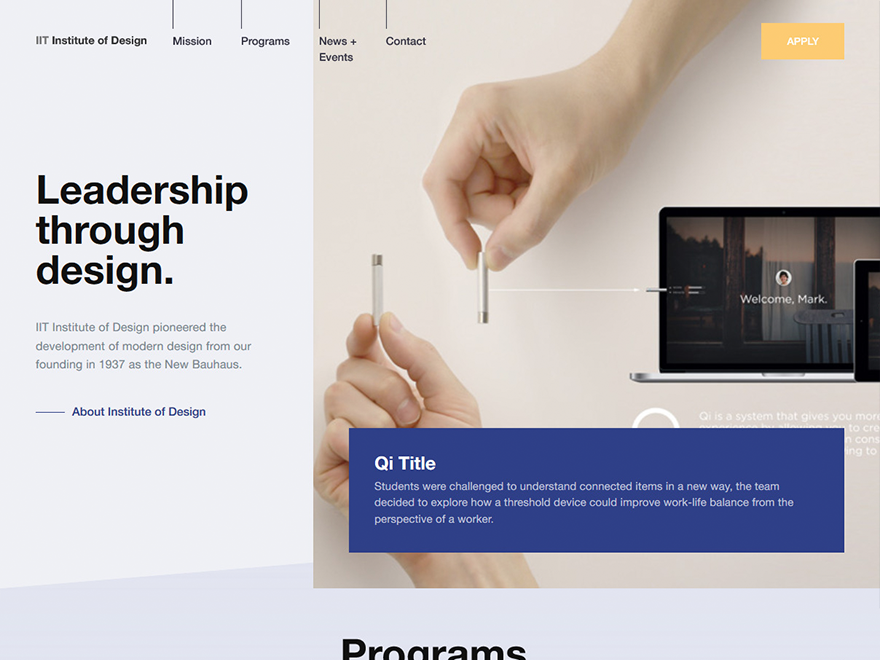 IIT Institute of Design
Mission
Programs
News +
Events
Contact
APPLY
Leadership
through
design.
IIT Institute of Design pioneered the
development of modern design from our
founding in 1937 as the New Bauhaus.
About Institute of Design
Welcome, Mark.
Qi is a system that gives you more
Qi Title
Students were challenged to understand connected items in a new way, the team
decided to explore how a threshold device could improve work-life balance from the
perspective of a worker.
Programs